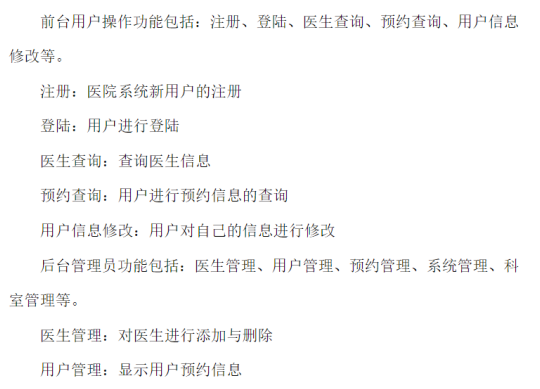 前台用户操作功能包括：注册、登陆、医生查询、预约查询、用户信息
修改等。
注册：医院系统新用户的注册
登陆：用户进行登陆
医生查询：查询医生信息
预约查询：用户进行预约信息的查询
用户信息修改：用户对自己的信息进行修改
后台管理员功能包括：医生管理、用户管理、预约管理、系统管理、科
室管理等。
医生管理：对医生进行添加与删除
用户管理：显示用户预约信息